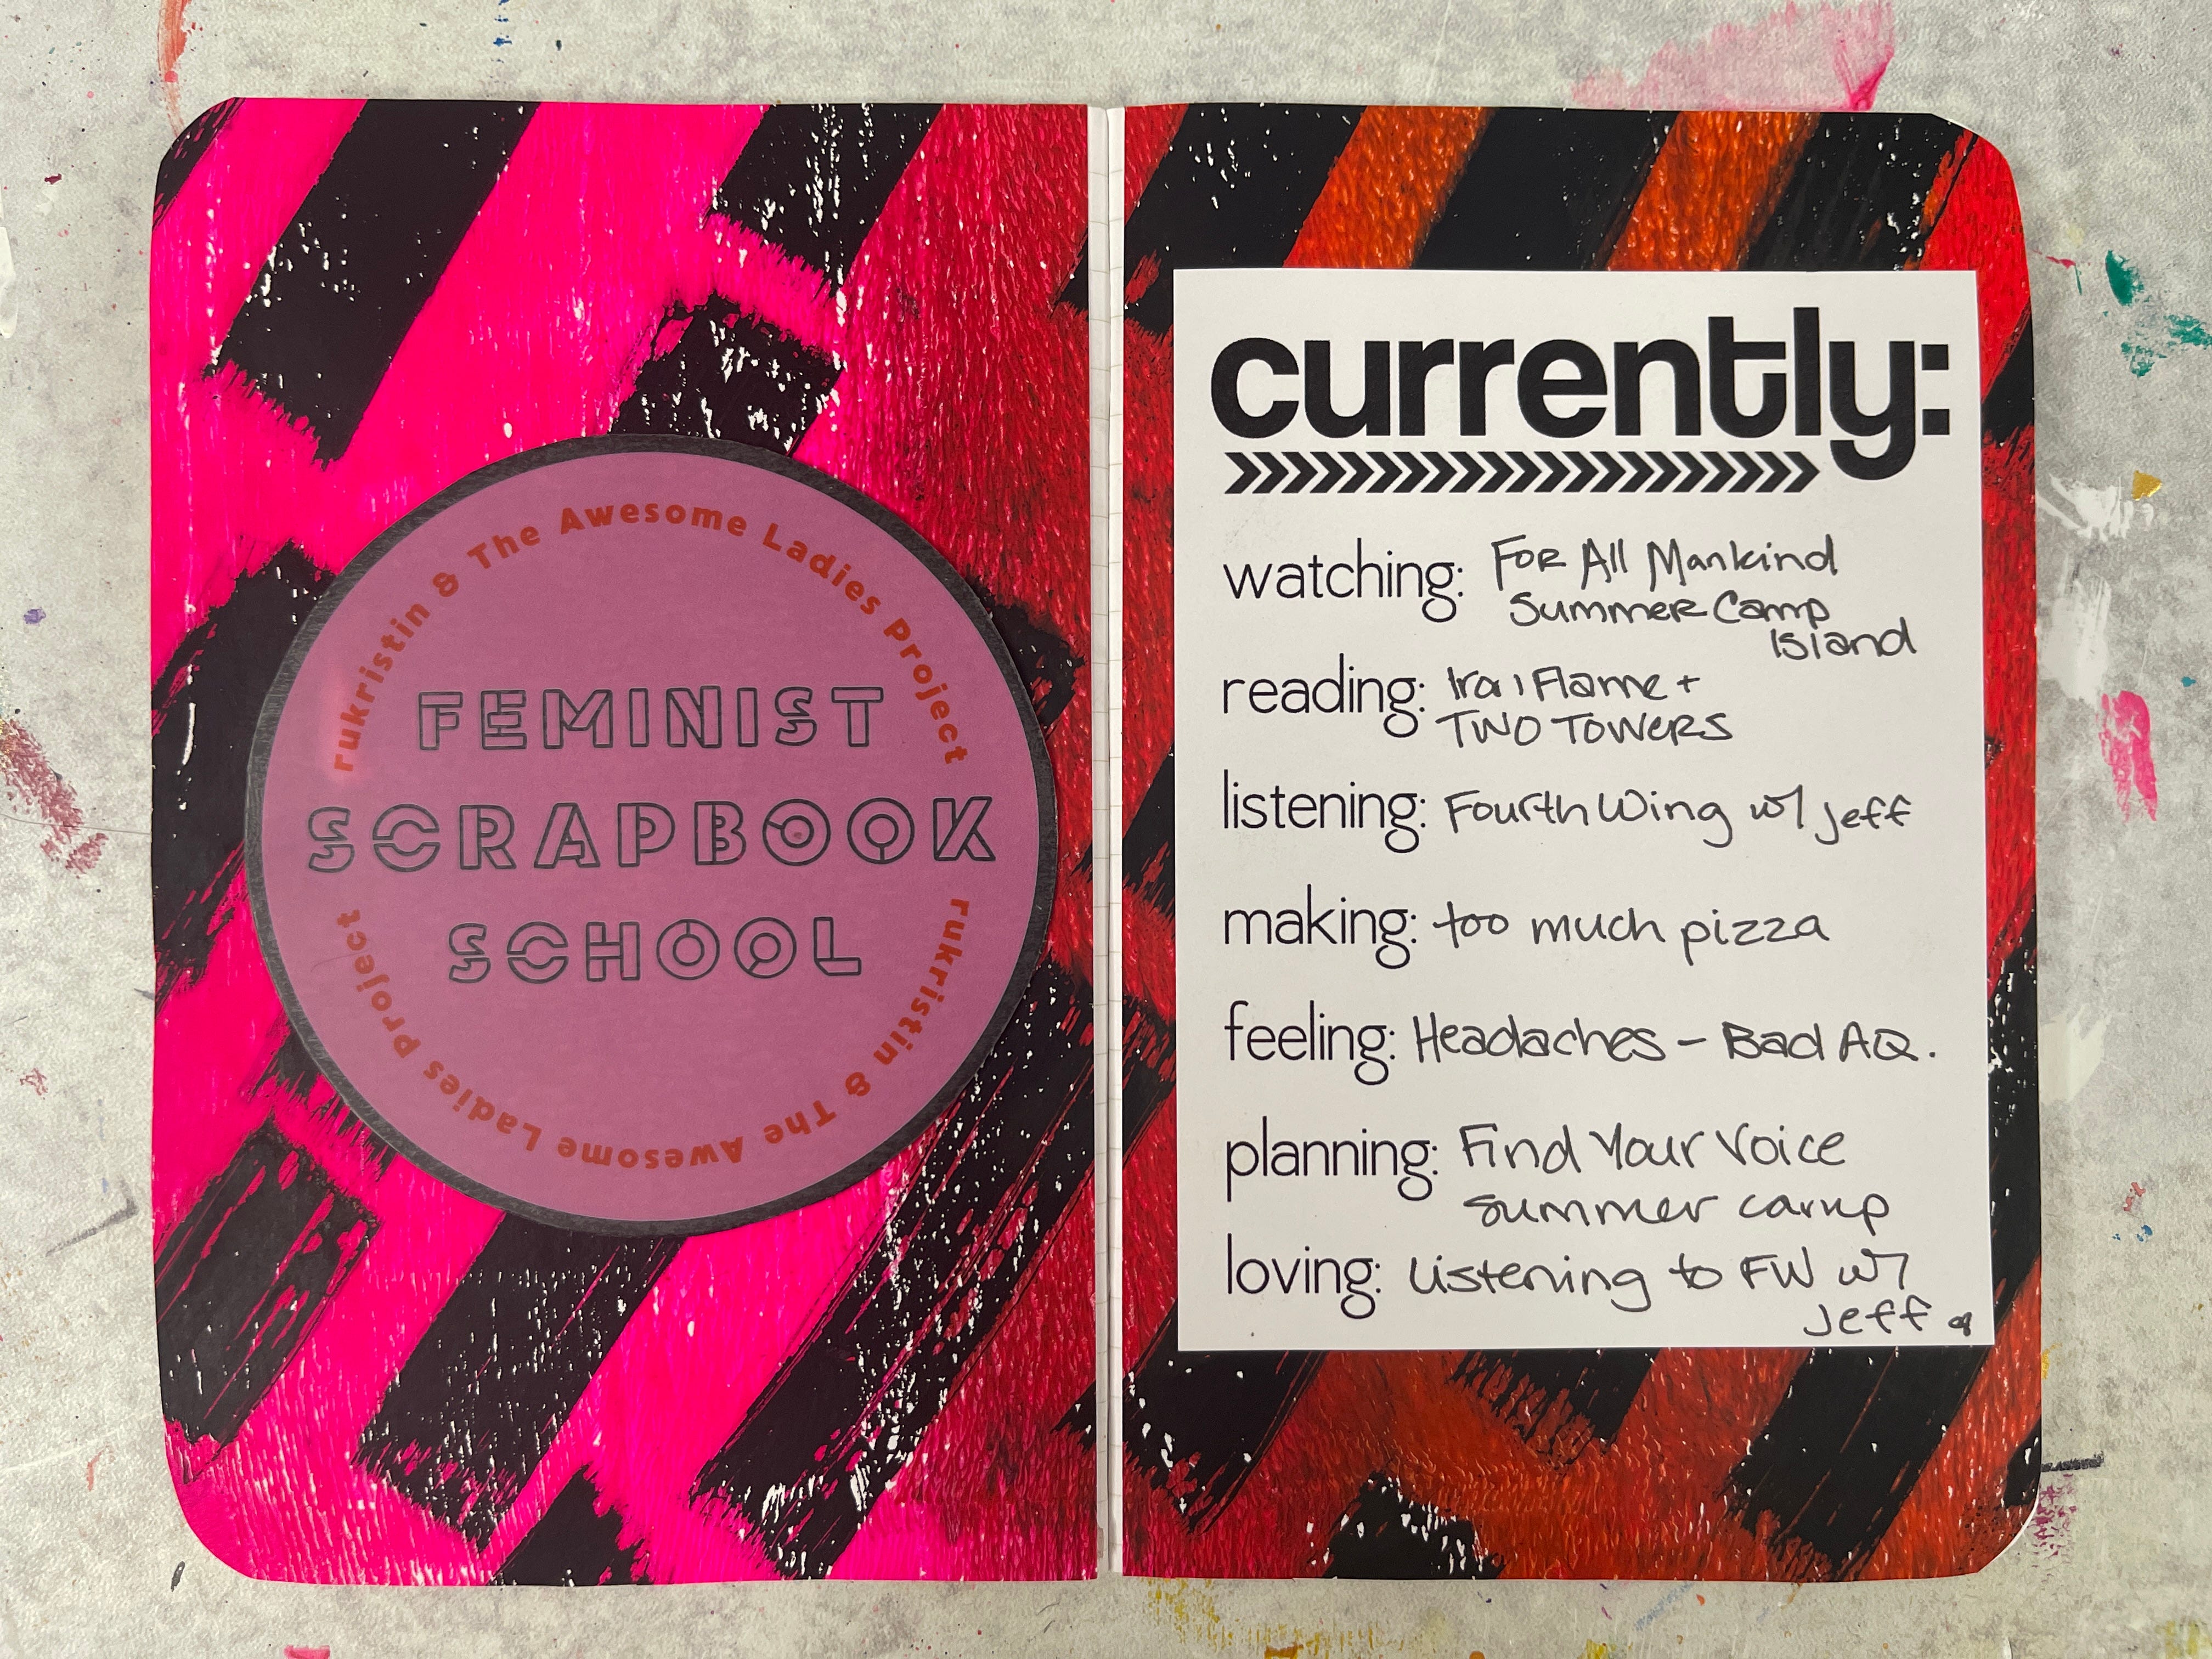 rukristin & The Awesome Ladies Project
FEMINIST
SCRAPBOOK
SCHOOL
rukristin & The Awesome Ladies Project
currently:
watching: For All Mankind
Summer Camp
Island
reading: Flame +
Two Towers
listening: Fourth Wing w/ Jeff
making: too much pizza
feeling: Headaches - Bad AQ.
planning: Find Your Voice
summer camp
loving: Listening to FW w/
Jeff